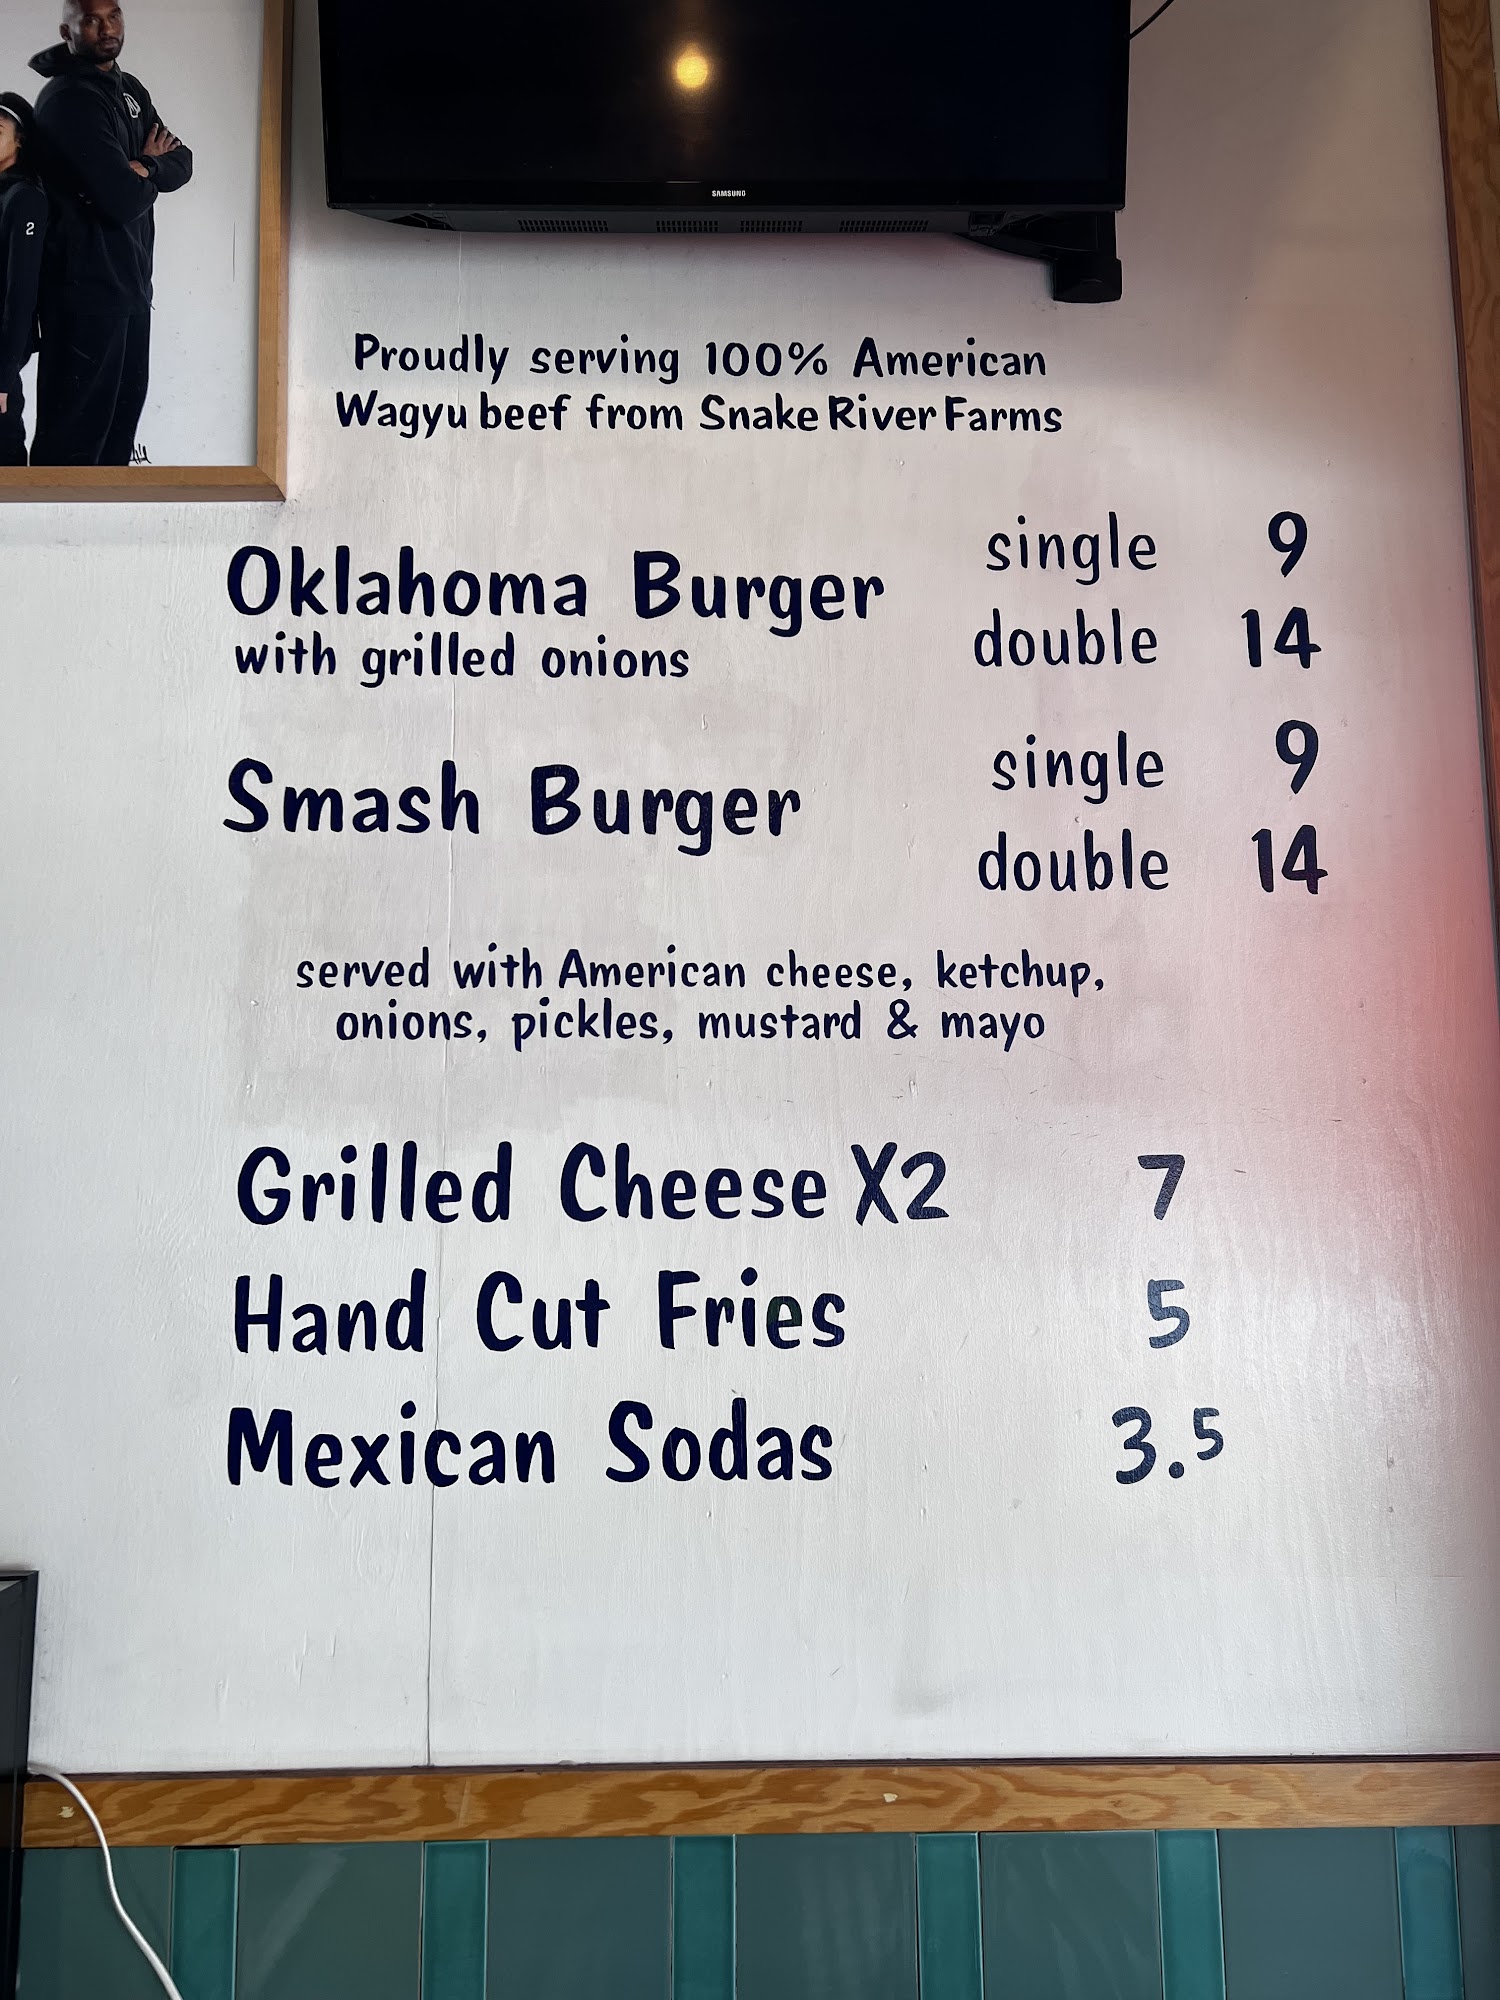 2
SAMSUNG
Proudly serving 100% American
Wagyu beef from Snake River Farms
Oklahoma Burger
with grilled onions
single 9
double 14
Smash Burger
single 9
double 14
served with American cheese, ketchup,
onions, pickles, mustard & mayo
Grilled Cheese X2 7
Hand Cut Fries 5
Mexican Sodas 3.5